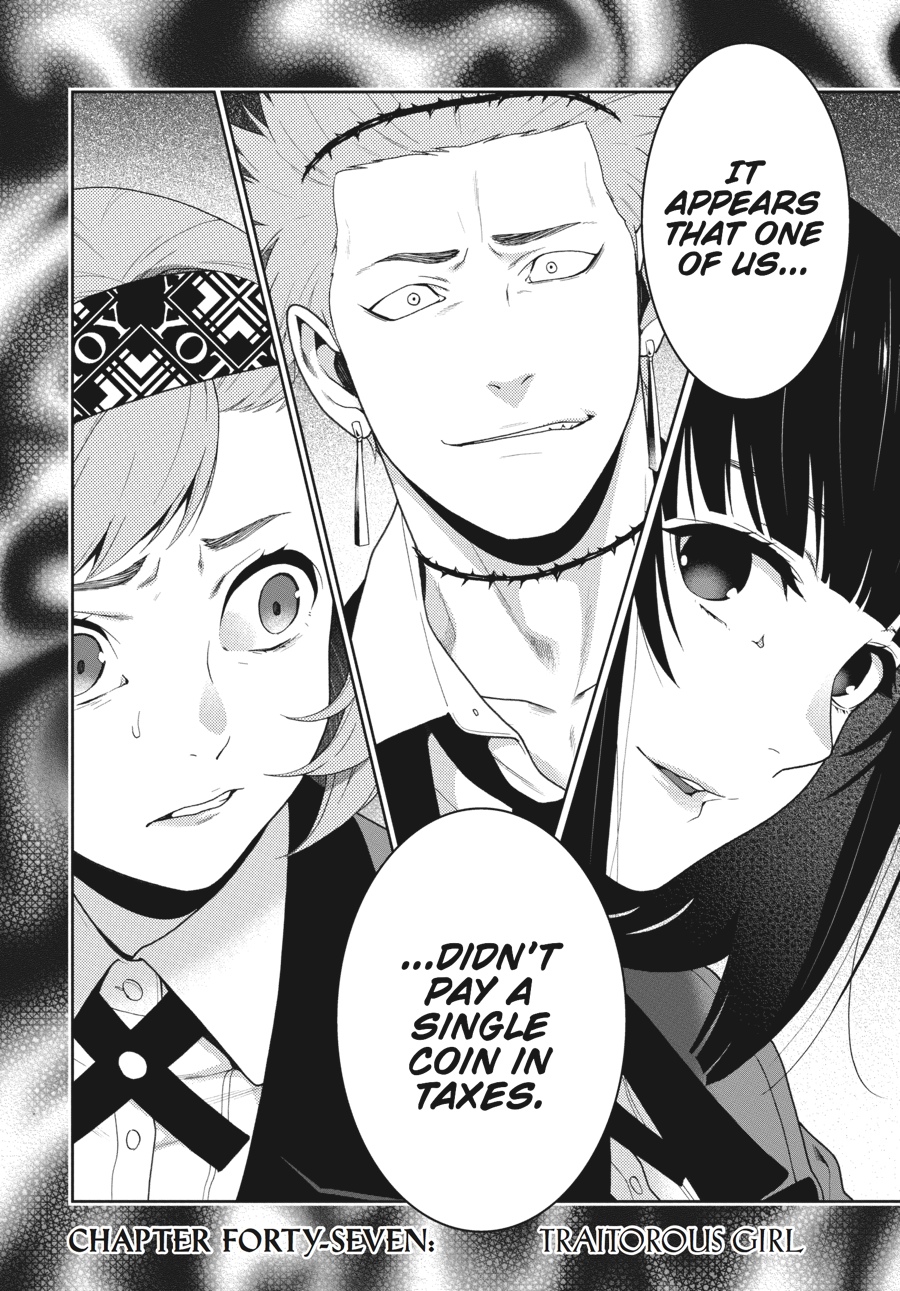 IT
APPEARS
THAT ONE
OF US...
...DIDN'T
PAY A
SINGLE
COIN IN
TAXES.
CHAPTER FORTY-SEVEN: TRAITOROUS GIRL